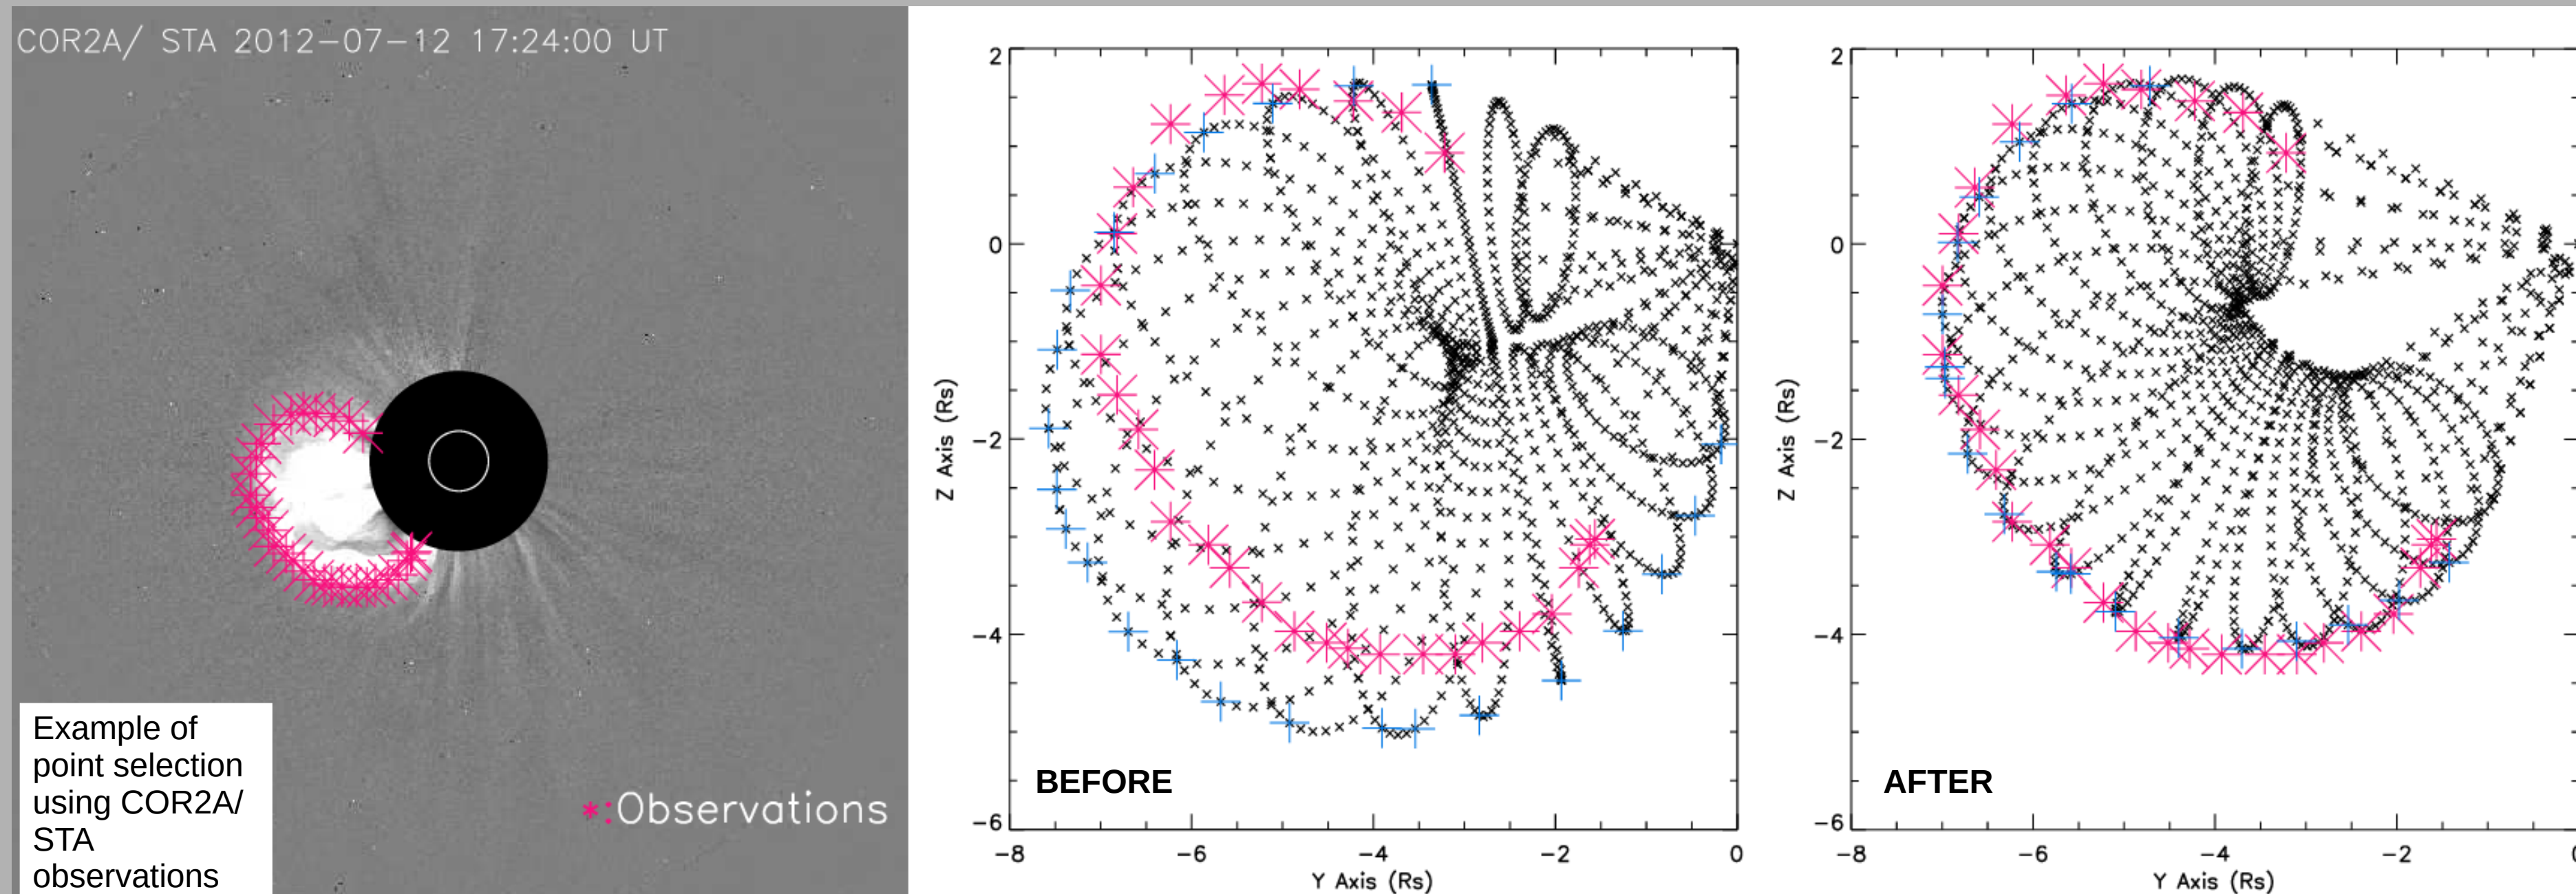 COR2A/ STA 2012-07-12 17:24:00 UT
*:Observations
Example of
point selection
using COR2A/
STA
observations
2
0
−2
−4
−6
Z Axis (Rs)
BEFORE
−8
−6
−4
−2
0
Y Axis (Rs)
2
0
−2
−4
−6
Z Axis (Rs)
AFTER
−8
−6
−4
−2
Y Axis (Rs)